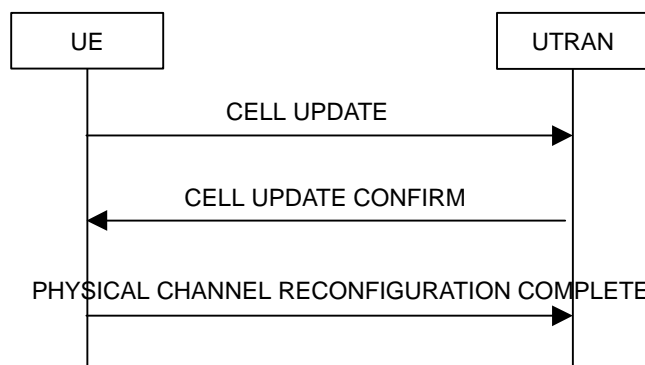 UE
UTRAN
CELL UPDATE
CELL UPDATE CONFIRM
PHYSICAL CHANNEL RECONFIGURATION COMPLETE